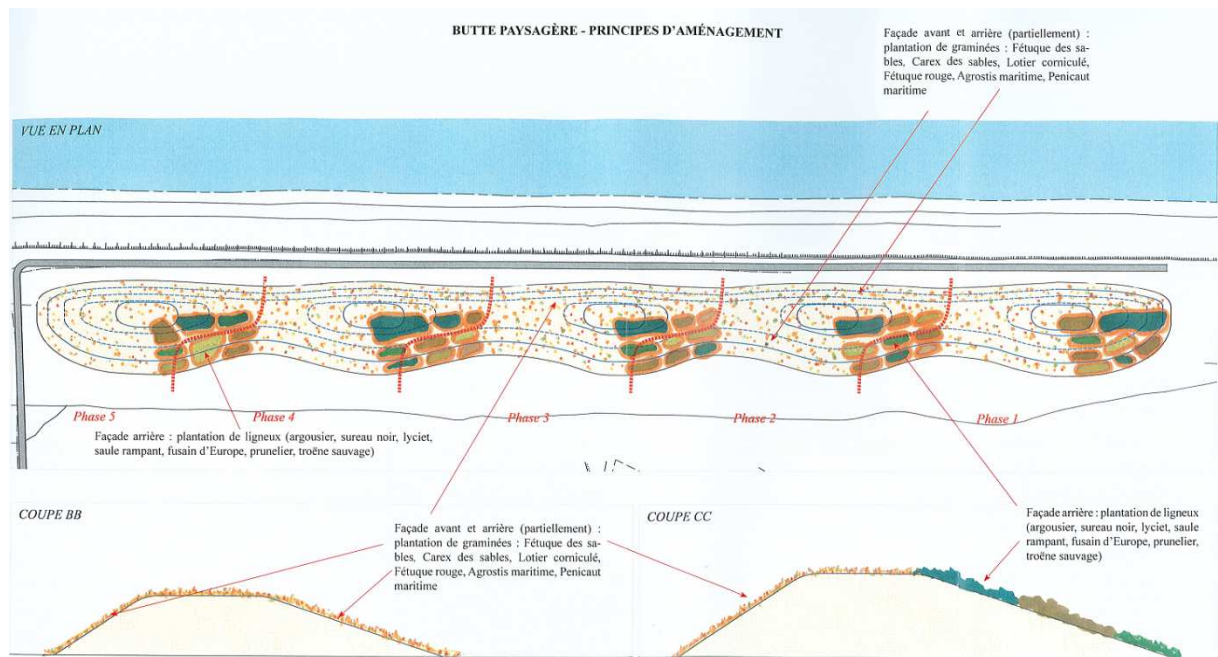 BUTTE PAYSAGÈRE - PRINCIPES D'AMÉNAGEMENT
Façade avant et arrière (partiellement) :
plantation de graminées : Fétuque des sa-
bles, Carex des sables, Lotier corniculé,
Fétuque rouge, Agrostis maritime, Penicaut
maritime
VUE EN PLAN
Phase 5
Phase 4
Phase 3
Phase 2
Phase 1
Façade arrière : plantation de ligneux (argousier, sureau noir, lyciet,
saule rampant, fusain d'Europe, prunelier, troëne sauvage)
COUPE BB
Façade avant et arrière (partiellement) :
plantation de graminées : Fétuque des sa-
bles, Carex des sables, Lotier corniculé,
Fétuque rouge, Agrostis maritime, Penicaut
maritime
COUPE CC
Façade arrière : plantation de ligneux
(argousier, sureau noir, lyciet, saule
rampant, fusain d'Europe, prunelier,
troëne sauvage)